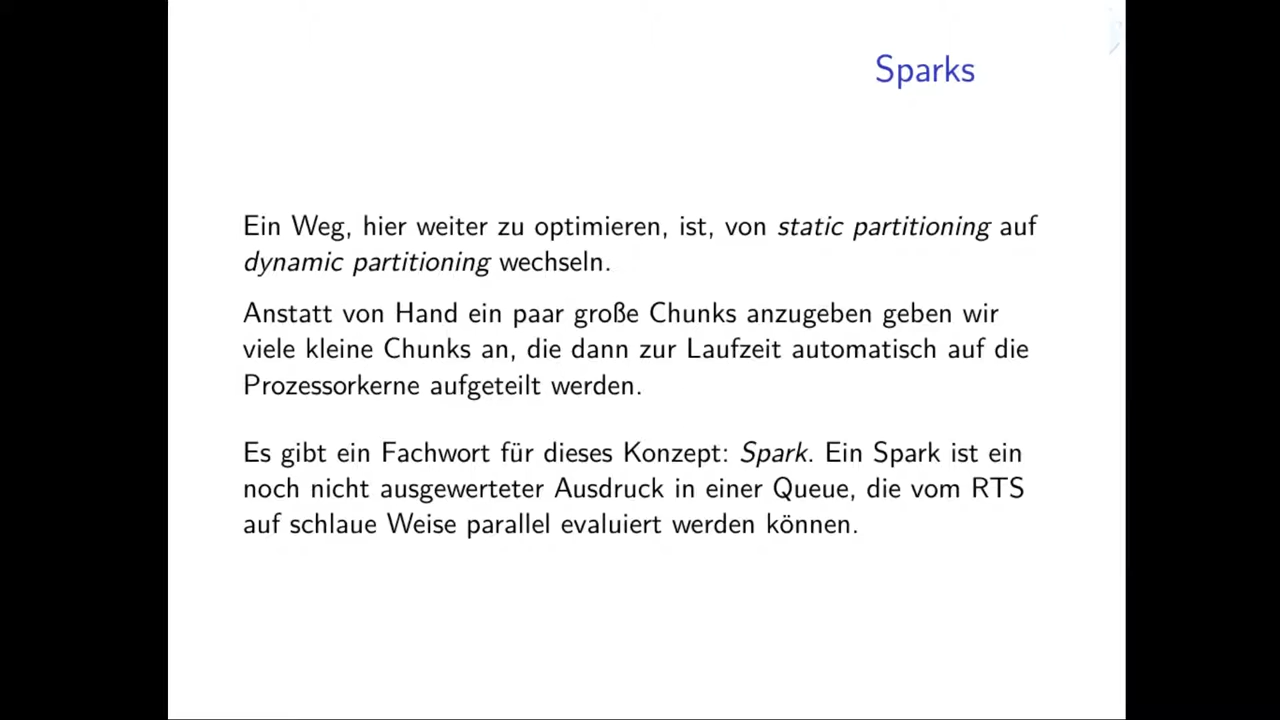 Sparks
Ein Weg, hier weiter zu optimieren, ist, von static partitioning auf
dynamic partitioning wechseln.
Anstatt von Hand ein paar große Chunks anzugeben geben wir
viele kleine Chunks an, die dann zur Laufzeit automatisch auf die
Prozessorkerne aufgeteilt werden.
Es gibt ein Fachwort für dieses Konzept: Spark. Ein Spark ist ein
noch nicht ausgewerteter Ausdruck in einer Queue, die vom RTS
auf schlaue Weise parallel evaluiert werden können.